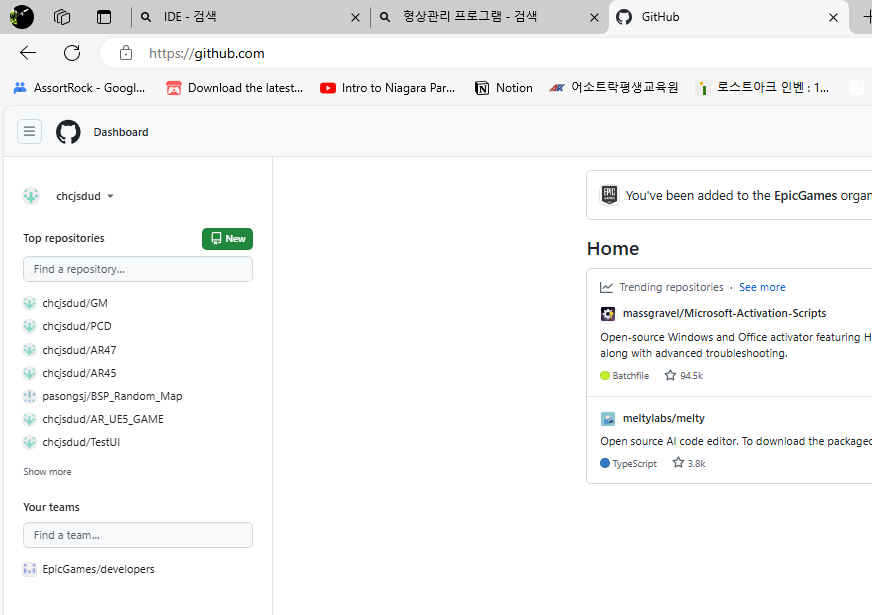 IDE - 검색
형상관리 프로그램 - 검색
GitHub
https://github.com
AssortRock - Googl...
Download the latest...
Intro to Niagara Par...
Notion
어소트락평생교육원
로스트아크 인벤 : 1...
Dashboard
chcjsdud
Top repositories
New
Find a repository...
chcjsdud/GM
chcjsdud/PCD
chcjsdud/AR47
chcjsdud/AR45
pasongsj/BSP_Random_Map
chcjsdud/AR_UE5_GAME
chcjsdud/TestUI
Show more
Your teams
Find a team...
EpicGames/developers
EPIC GAMES
You've been added to the EpicGames organ
Home
Trending repositories · See more
massgravel/Microsoft-Activation-Scripts
Open-source Windows and Office activator featuring H
along with advanced troubleshooting.
Batchfile 94.5k
meltylabs/melty
Open source AI code editor. To download the packaged
TypeScript 3.8k